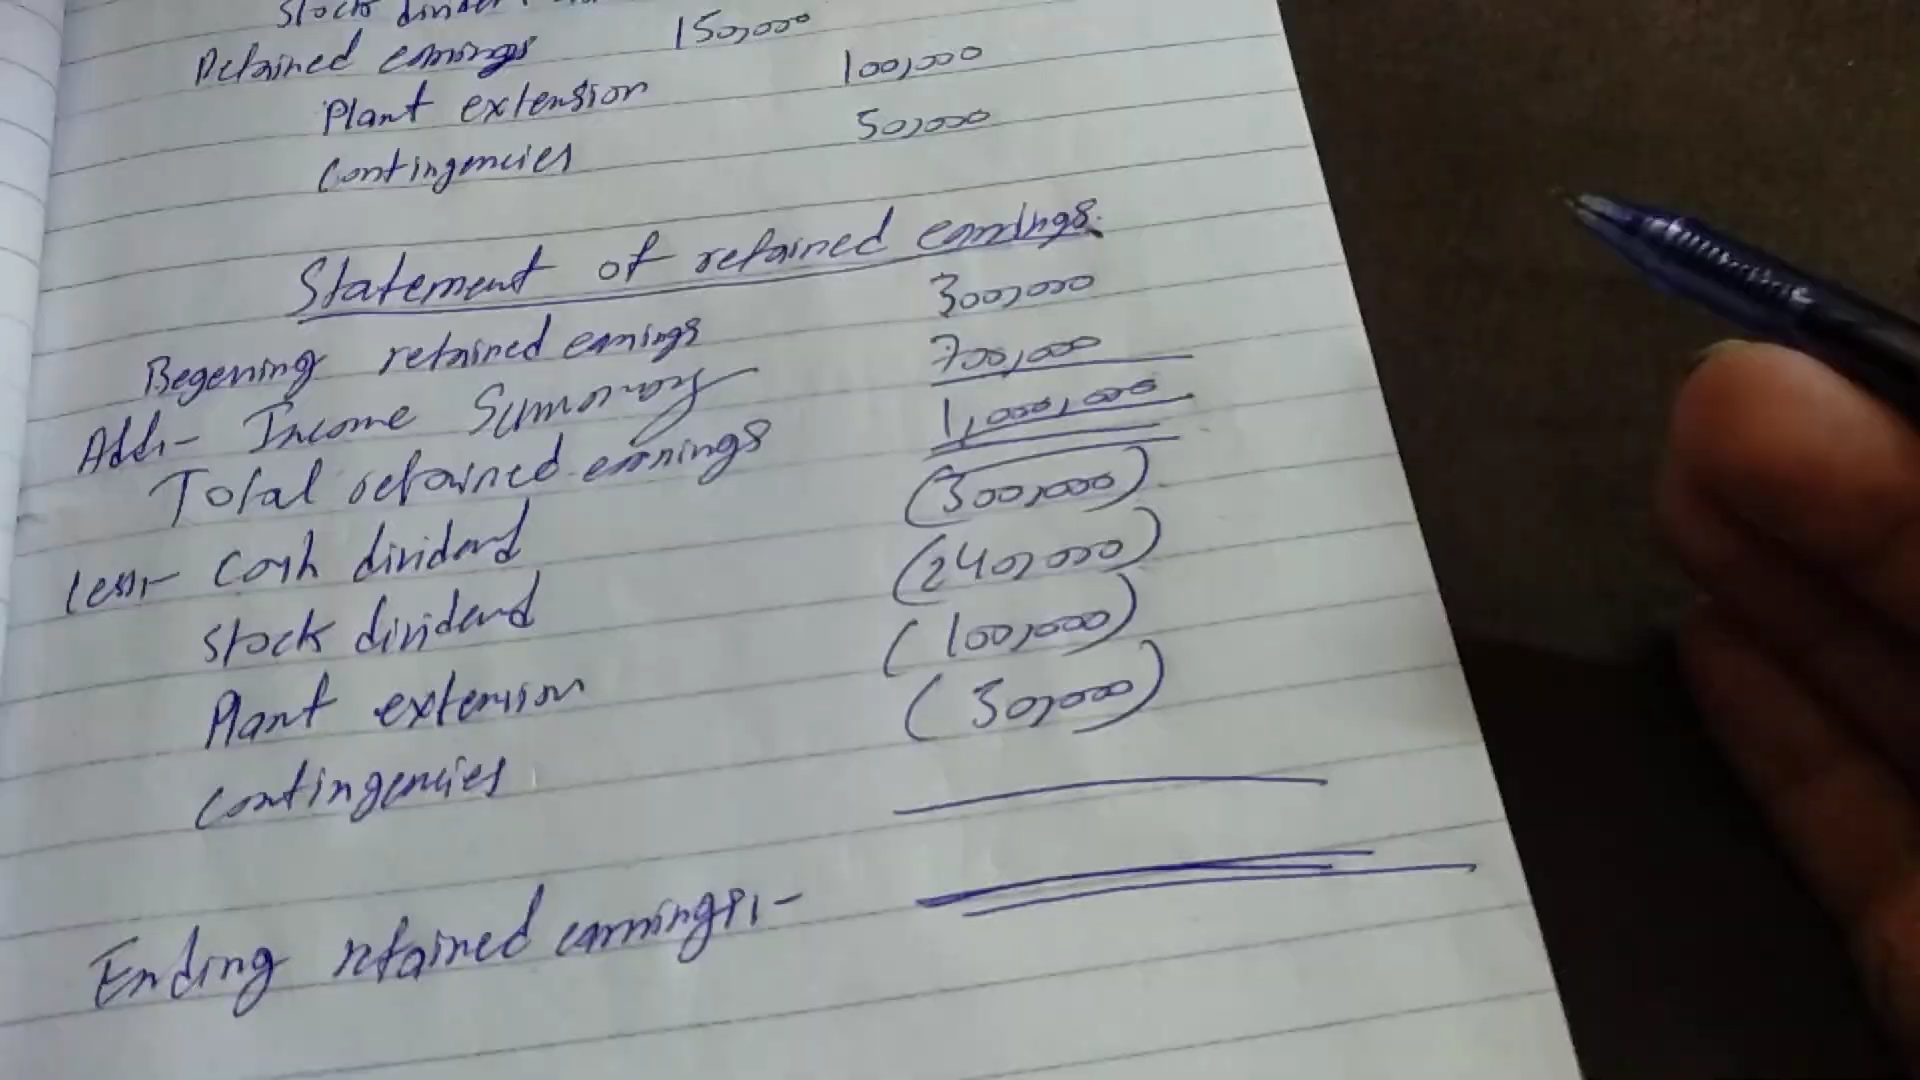 Stock
Retained earnings 150,000
Plant extension 100,000
Contingencies 50,000
Statement of retained earnings.
Begening retained earnings 300,000
Add:- Income Summary 700,000
Total retained earnings 1,000,000
less:- Cash dividend (300,000)
Stock dividend (240,000)
Plant extension (100,000)
Contingencies (50,000)
Ending retained earnings:-